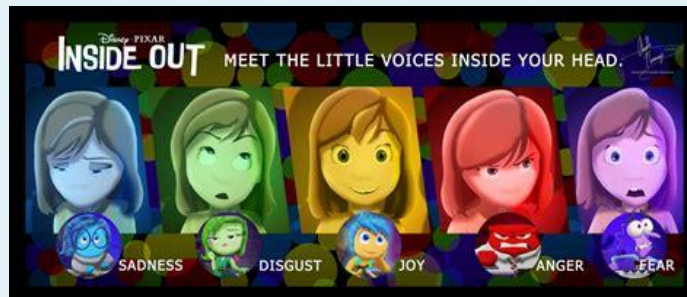 Disney · PIXAR
INSIDE OUT
MEET THE LITTLE VOICES INSIDE YOUR HEAD.
SADNESS
DISGUST
JOY
ANGER
FEAR